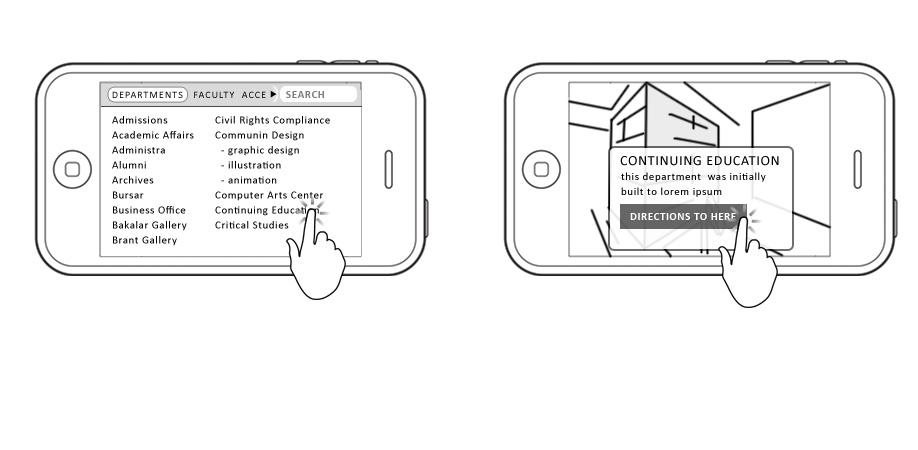 DEPARTMENTS FACULTY ACCE SEARCH
Admissions
Academic Affairs
Administra
Alumni
Archives
Bursar
Business Office
Bakalar Gallery
Brant Gallery
Civil Rights Compliance
Communin Design
- graphic design
- illustration
- animation
Computer Arts Center
Continuing Education
Critical Studies
CONTINUING EDUCATION
this department was initially
built to lorem ipsum
DIRECTIONS TO HERE